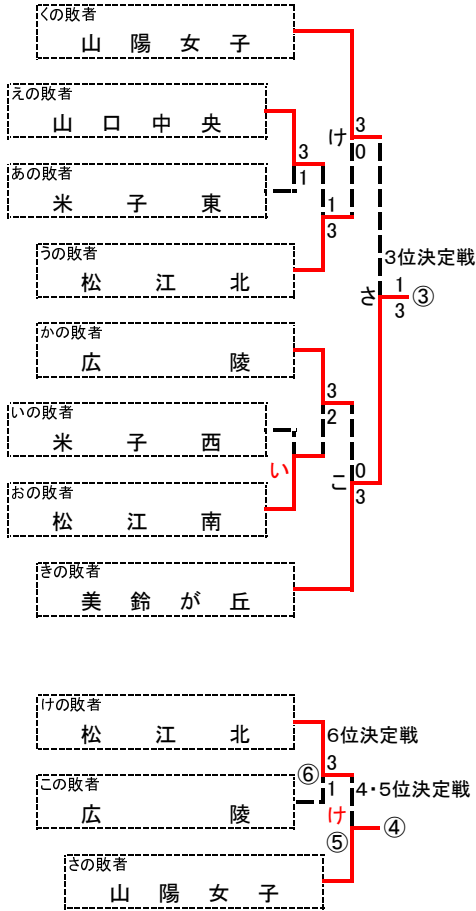 くの敗者
山陽女子
えの敗者
山口中央
3
け
3
0
あの敗者
米子東
1
1
3
うの敗者
松江北
3位決定戦
さ
1
3
③
かの敗者
広陵
3
2
いの敗者
米子西
い
こ
0
3
おの敗者
松江南
きの敗者
美鈴が丘
けの敗者
松江北
6位決定戦
⑥
3
1
この敗者
広陵
4・5位決定戦
け
⑤
④
さの敗者
山陽女子